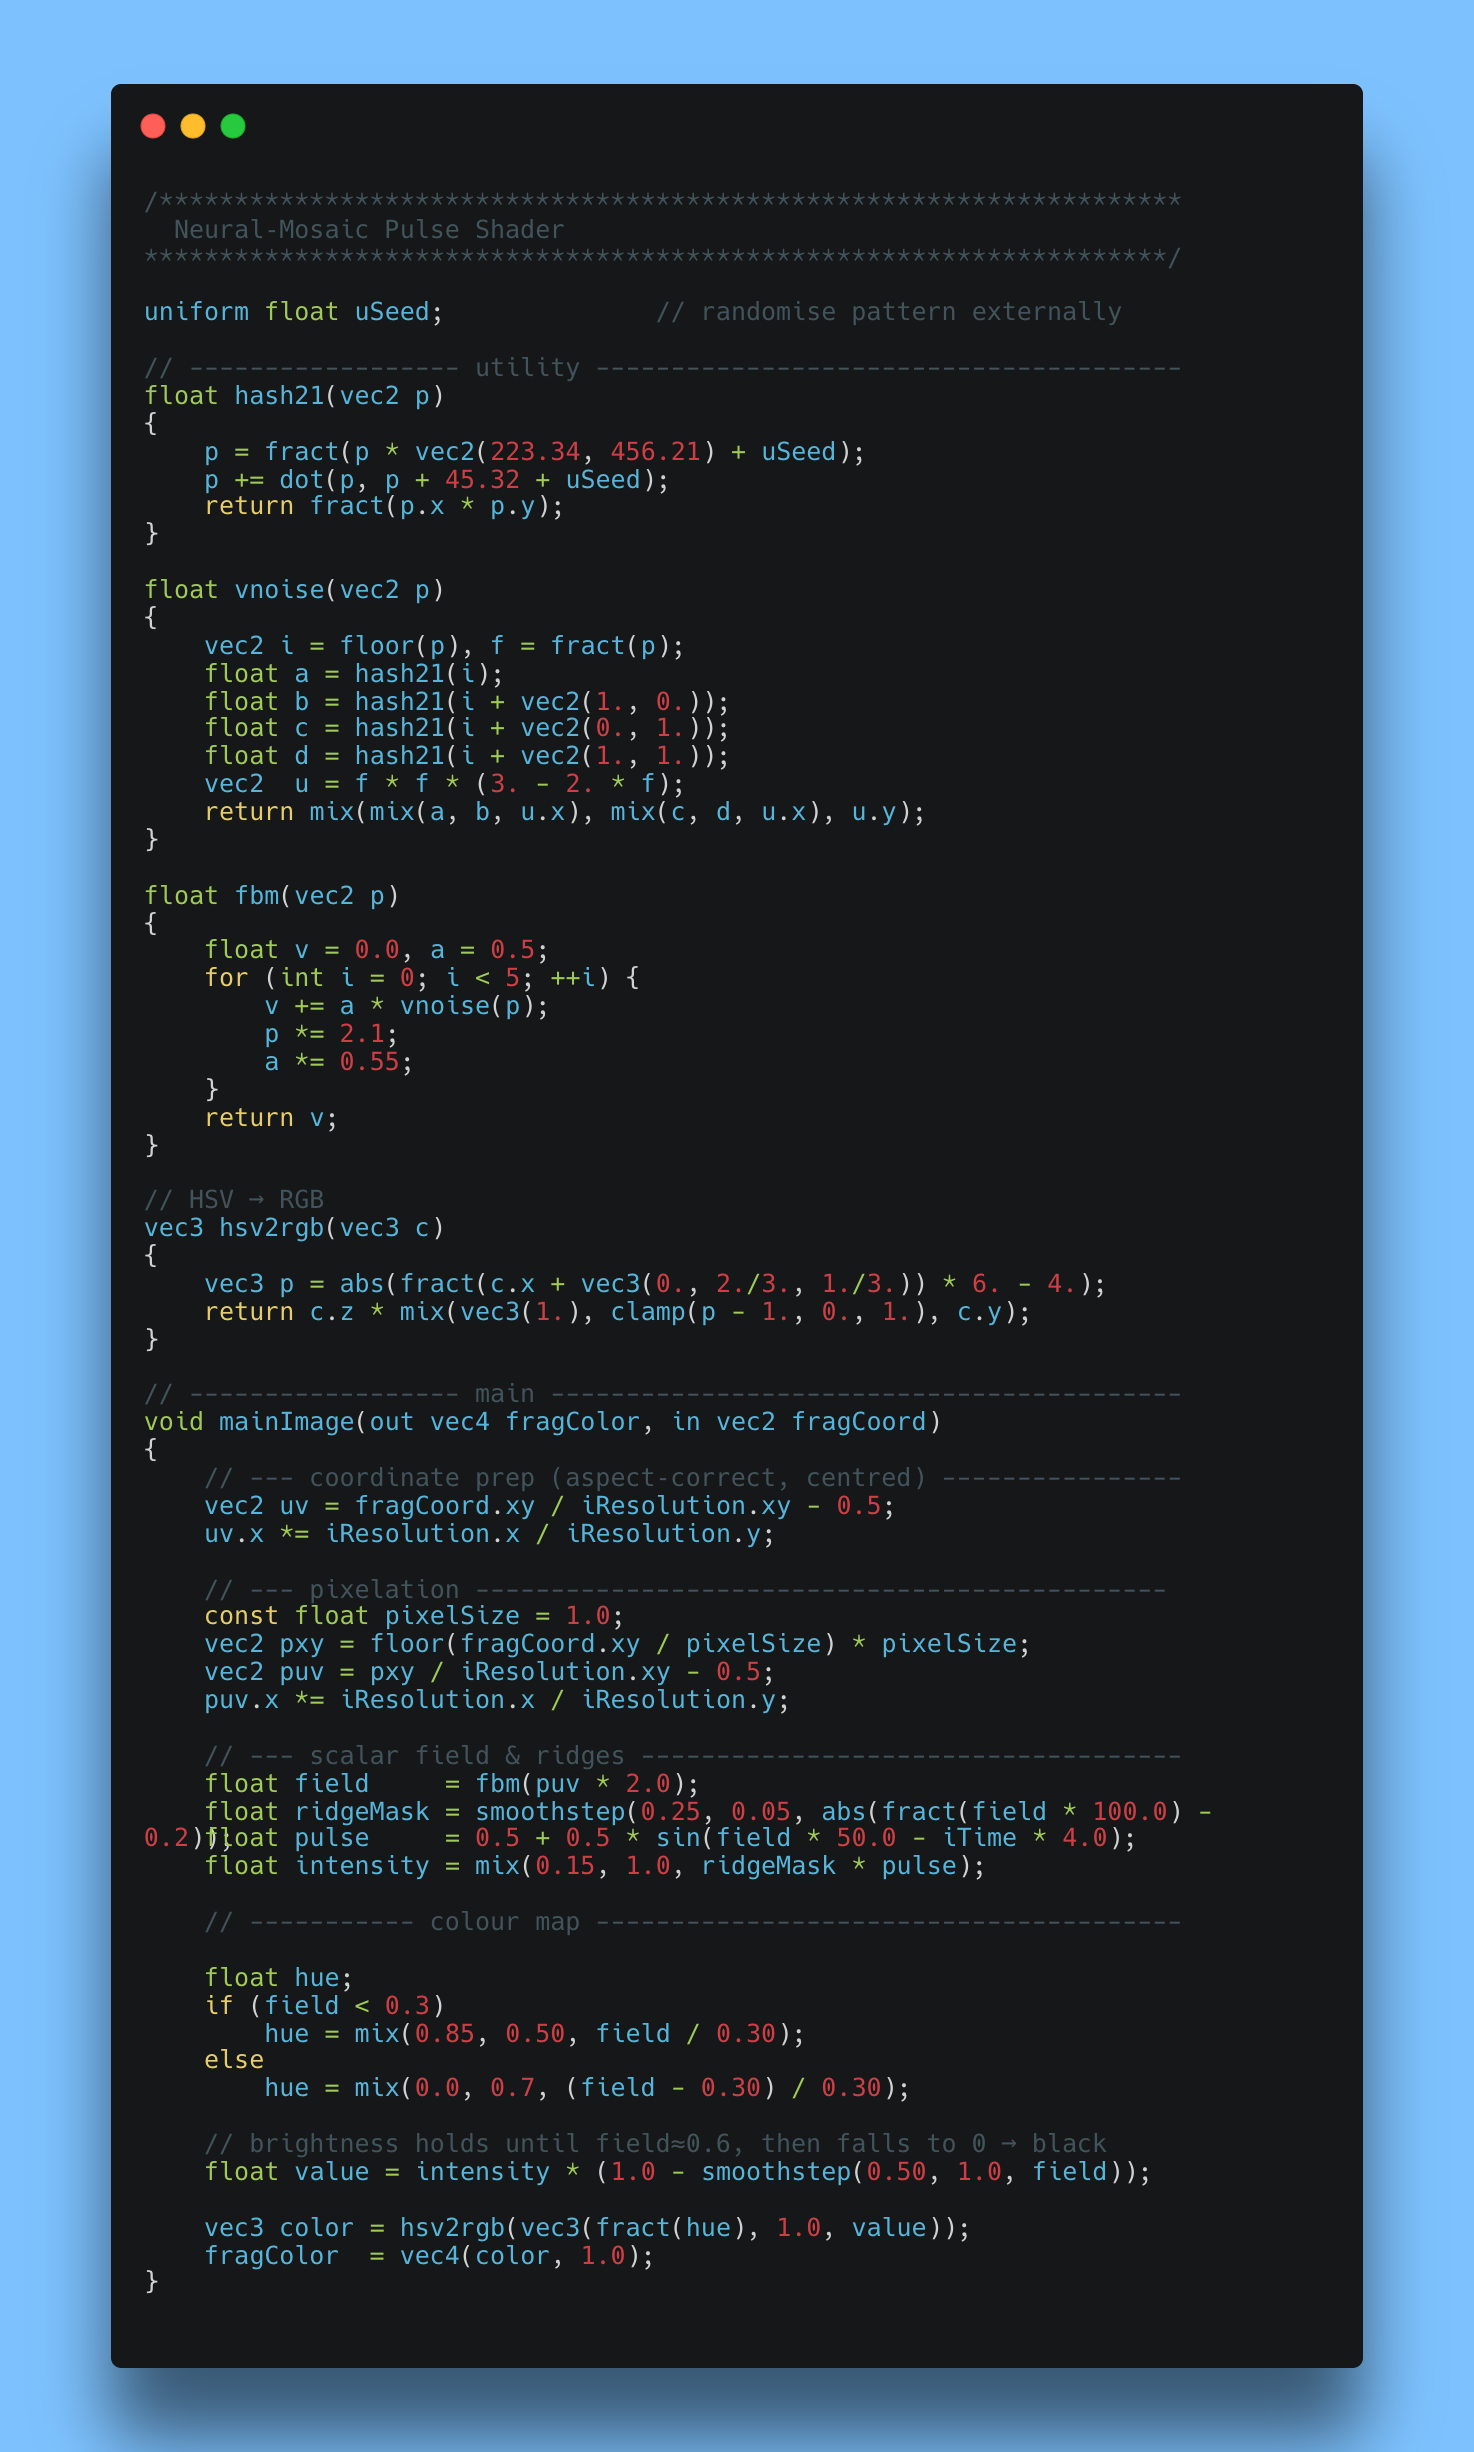 /********************************************************************
  Neural-Mosaic Pulse Shader
********************************************************************/

uniform float uSeed;              // randomise pattern externally

// ------------------ utility ---------------------------------------
float hash21(vec2 p)
{
    p = fract(p * vec2(223.34, 456.21) + uSeed);
    p += dot(p, p + 45.32 + uSeed);
    return fract(p.x * p.y);
}

float vnoise(vec2 p)
{
    vec2 i = floor(p), f = fract(p);
    float a = hash21(i);
    float b = hash21(i + vec2(1., 0.));
    float c = hash21(i + vec2(0., 1.));
    float d = hash21(i + vec2(1., 1.));
    vec2  u = f * f * (3. - 2. * f);
    return mix(mix(a, b, u.x), mix(c, d, u.x), u.y);
}

float fbm(vec2 p)
{
    float v = 0.0, a = 0.5;
    for (int i = 0; i < 5; ++i) {
        v += a * vnoise(p);
        p *= 2.1;
        a *= 0.55;
    }
    return v;
}

// HSV → RGB
vec3 hsv2rgb(vec3 c)
{
    vec3 p = abs(fract(c.x + vec3(0., 2./3., 1./3.)) * 6. - 4.);
    return c.z * mix(vec3(1.), clamp(p - 1., 0., 1.), c.y);
}

// ------------------ main ------------------------------------------
void mainImage(out vec4 fragColor, in vec2 fragCoord)
{
    // --- coordinate prep (aspect-correct, centred) ----------------
    vec2 uv = fragCoord.xy / iResolution.xy - 0.5;
    uv.x *= iResolution.x / iResolution.y;

    // --- pixelation ----------------------------------------------
    const float pixelSize = 1.0;
    vec2 pxy = floor(fragCoord.xy / pixelSize) * pixelSize;
    vec2 puv = pxy / iResolution.xy - 0.5;
    puv.x *= iResolution.x / iResolution.y;

    // --- scalar field & ridges ------------------------------------
    float field     = fbm(puv * 2.0);
    float ridgeMask = smoothstep(0.25, 0.05, abs(fract(field * 100.0) -
0.2));
    float pulse     = 0.5 + 0.5 * sin(field * 50.0 - iTime * 4.0);
    float intensity = mix(0.15, 1.0, ridgeMask * pulse);

    // ----------- colour map ---------------------------------------

    float hue;
    if (field < 0.3)
        hue = mix(0.85, 0.50, field / 0.30);
    else
        hue = mix(0.0, 0.7, (field - 0.30) / 0.30);

    // brightness holds until field≈0.6, then falls to 0 → black
    float value = intensity * (1.0 - smoothstep(0.50, 1.0, field));

    vec3 color = hsv2rgb(vec3(fract(hue), 1.0, value));
    fragColor  = vec4(color, 1.0);
}